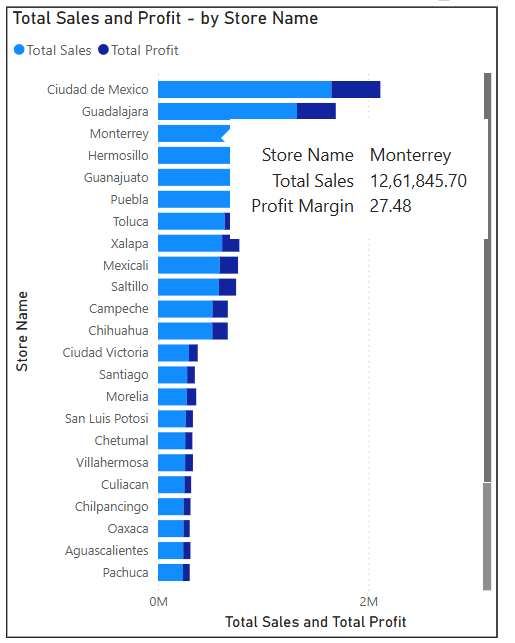 Total Sales and Profit - by Store Name
Total Sales Total Profit
Ciudad de Mexico
Guadalajara
Monterrey
Hermosillo
Guanajuato
Puebla
Toluca
Xalapa
Mexicali
Saltillo
Campeche
Chihuahua
Ciudad Victoria
Santiago
Morelia
San Luis Potosi
Chetumal
Villahermosa
Culiacan
Chilpancingo
Oaxaca
Aguascalientes
Pachuca
Store Name
Store Name Monterrey
Total Sales 12,61,845.70
Profit Margin 27.48
0M 2M
Total Sales and Total Profit